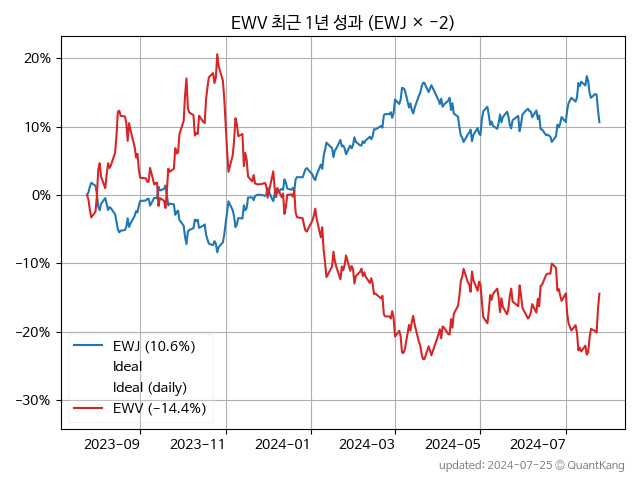 EWV 최근 1년 성과 (EWJ × −2)
20%
10%
0%
−10%
−20%
−30%
EWJ (10.6%)
Ideal
Ideal (daily)
EWV (−14.4%)
2023−09
2023−11
2024−01
2024−03
2024−05
2024−07
updated: 2024-07-25 © QuantKang